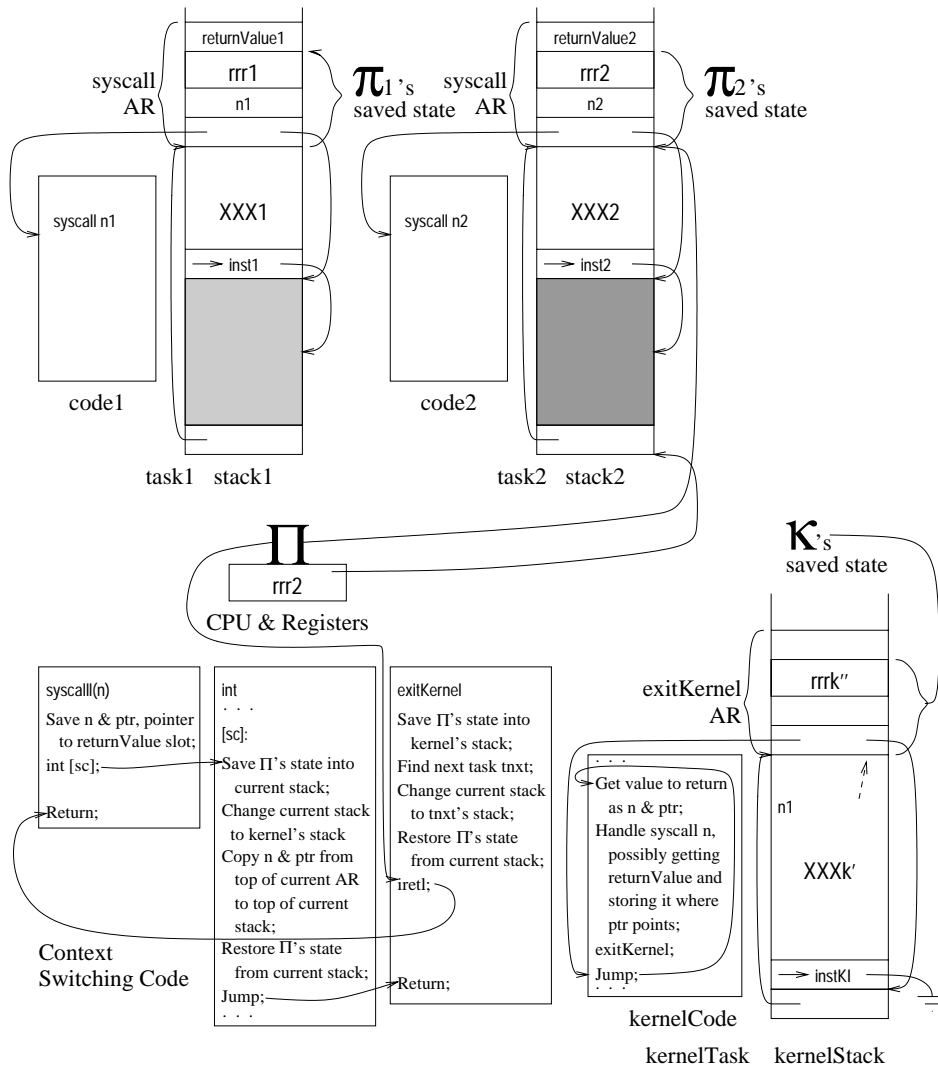 returnValue1
rrr1
n1
syscall
AR
π1's
saved state
syscall n1
XXX1
inst1
code1
task1 stack1
returnValue2
rrr2
n2
syscall
AR
π2's
saved state
syscall n2
XXX2
inst2
code2
task2 stack2
Π
rrr2
CPU & Registers
κ's
saved state
syscalll(n)
Save n & ptr, pointer
to returnValue slot;
int [sc];
Return;
Context
Switching Code
int
. . .
[sc]:
Save Π's state into
current stack;
Change current stack
to kernel's stack
Copy n & ptr from
top of current AR
to top of current
stack;
Restore Π's state
from current stack;
Jump;
. . .
exitKernel
Save Π's state into
kernel's stack;
Find next task tnxt;
Change current stack
to tnxt's stack;
Restore Π's state
from current stack;
iretl;
Return;
exitKernel
AR
. . .
Get value to return
as n & ptr;
Handle syscall n,
possibly getting
returnValue and
storing it where
ptr points;
exitKernel;
Jump;
. . .
kernelCode
rrrk''
n1
XXXk'
instKI
kernelTask kernelStack